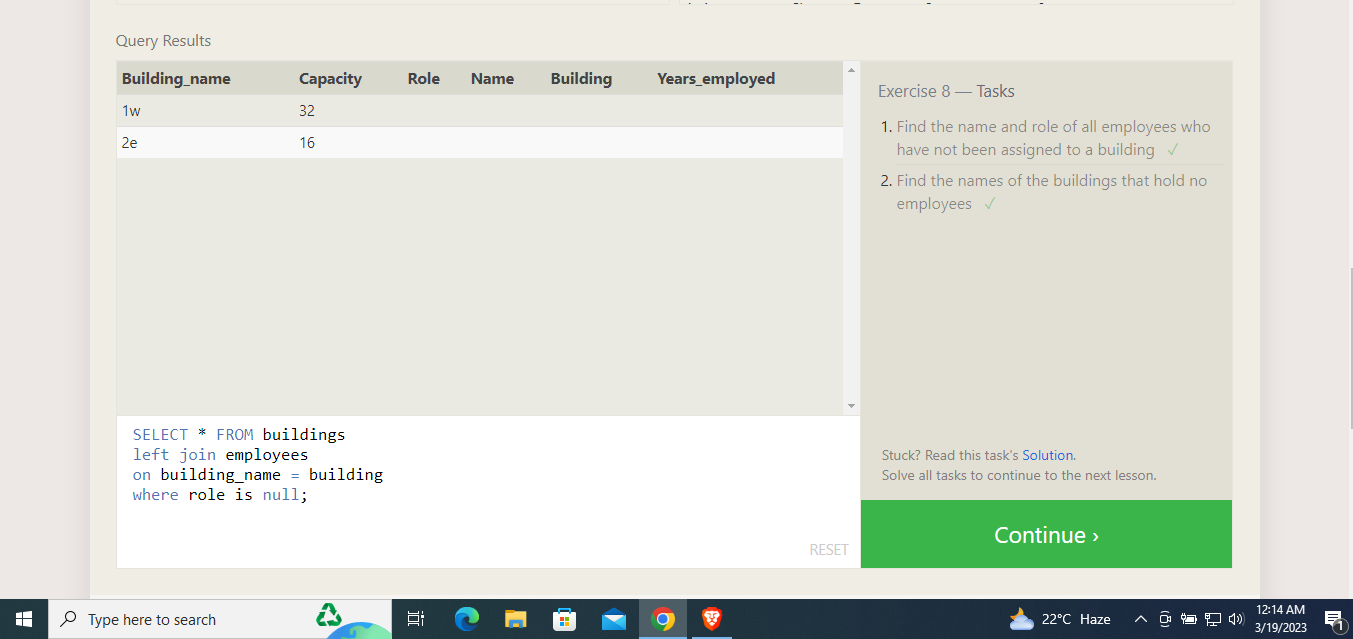 Query Results
Building_name Capacity Role Name Building Years_employed
1w 32
2e 16
Exercise 8 — Tasks
1. Find the name and role of all employees who
have not been assigned to a building ✓
2. Find the names of the buildings that hold no
employees ✓
SELECT * FROM buildings
left join employees
on building_name = building
where role is null;
RESET
Stuck? Read this task's Solution.
Solve all tasks to continue to the next lesson.
Continue ›
Type here to search
22°C Haze
12:14 AM
3/19/2023
1